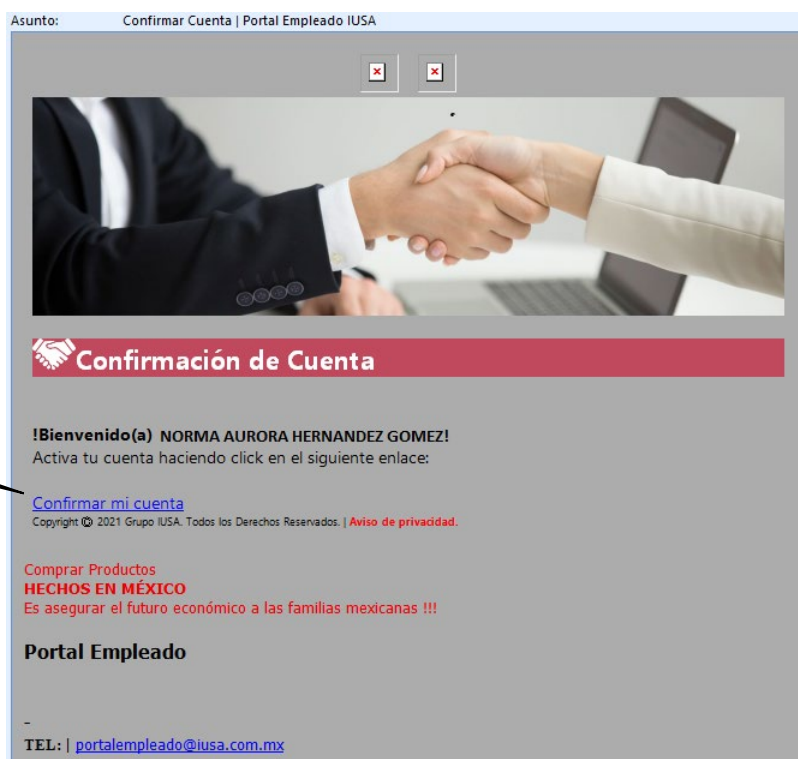 Asunto: Confirmar Cuenta | Portal Empleado IUSA
Confirmación de Cuenta
!Bienvenido(a) NORMA AURORA HERNANDEZ GOMEZ!
Activa tu cuenta haciendo click en el siguiente enlace:
Confirmar mi cuenta
Copyright © 2021 Grupo IUSA. Todos los Derechos Reservados. | Aviso de privacidad.
Comprar Productos
HECHOS EN MÉXICO
Es asegurar el futuro económico a las familias mexicanas !!!
Portal Empleado
-
TEL: | portalempleado@iusa.com.mx